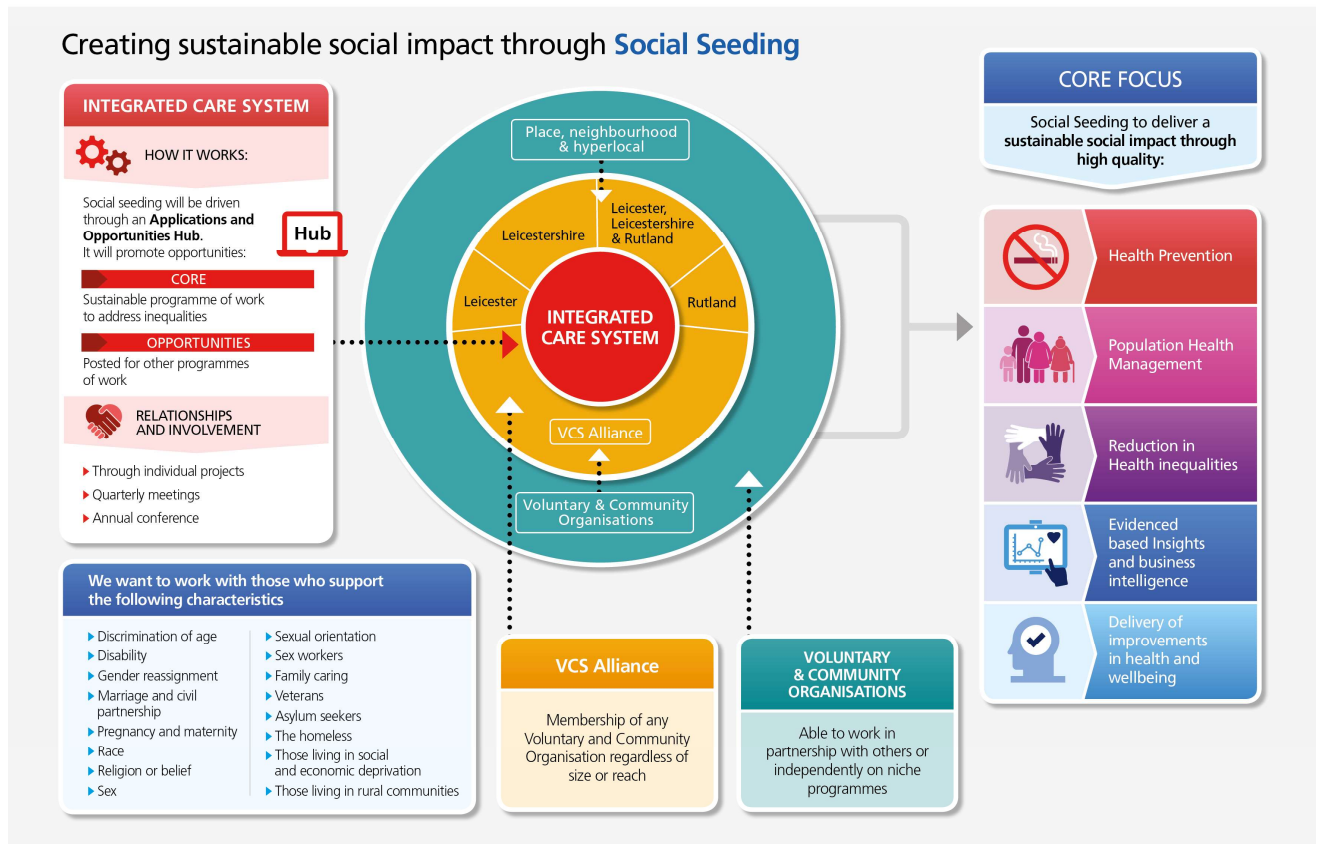 Creating sustainable social impact through Social Seeding
INTEGRATED CARE SYSTEM
HOW IT WORKS:
Social seeding will be driven
through an Applications and
Opportunities Hub.
It will promote opportunities:
Hub
CORE
Sustainable programme of work
to address inequalities
OPPORTUNITIES
Posted for other programmes
of work
RELATIONSHIPS
AND INVOLVEMENT
Through individual projects
Quarterly meetings
Annual conference
Place, neighbourhood
& hyperlocal
Leicestershire
Leicester,
Leicestershire
& Rutland
Leicester
Rutland
INTEGRATED
CARE SYSTEM
VCS Alliance
Voluntary & Community
Organisations
CORE FOCUS
Social Seeding to deliver a
sustainable social impact through
high quality:
Health Prevention
Population Health
Management
Reduction in
Health inequalities
Evidenced
based Insights
and business
intelligence
Delivery of
improvements
in health and
wellbeing
We want to work with those who support
the following characteristics
Discrimination of age
Disability
Gender reassignment
Marriage and civil
partnership
Pregnancy and maternity
Race
Religion or belief
Sex
Sexual orientation
Sex workers
Family caring
Veterans
Asylum seekers
The homeless
Those living in social
and economic deprivation
Those living in rural communities
VCS Alliance
Membership of any
Voluntary and Community
Organisation regardless of
size or reach
VOLUNTARY
& COMMUNITY
ORGANISATIONS
Able to work in
partnership with others or
independently on niche
programmes